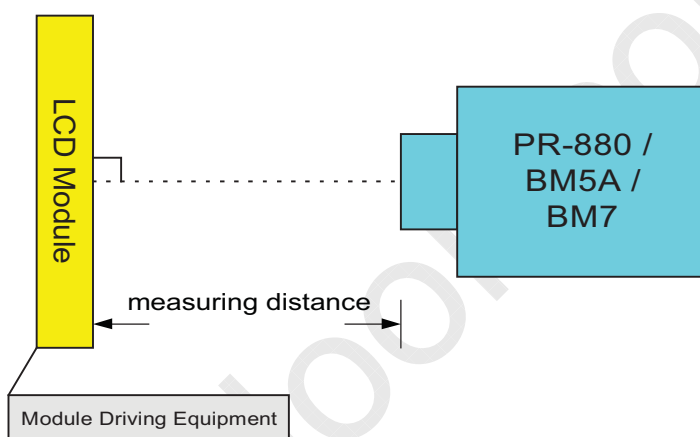 LCD Module
PR-880 /
BM5A /
BM7
measuring distance
Module Driving Equipment